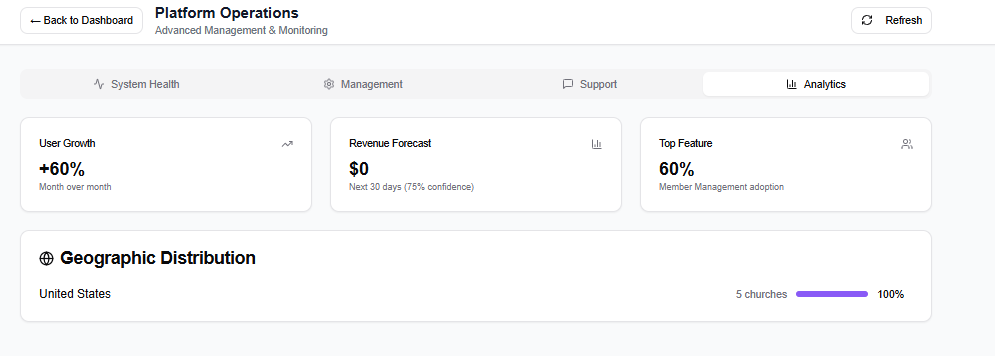 ← Back to Dashboard
Platform Operations
Advanced Management & Monitoring
Refresh
System Health
Management
Support
Analytics
User Growth
+60%
Month over month
Revenue Forecast
$0
Next 30 days (75% confidence)
Top Feature
60%
Member Management adoption
Geographic Distribution
United States
5 churches
100%